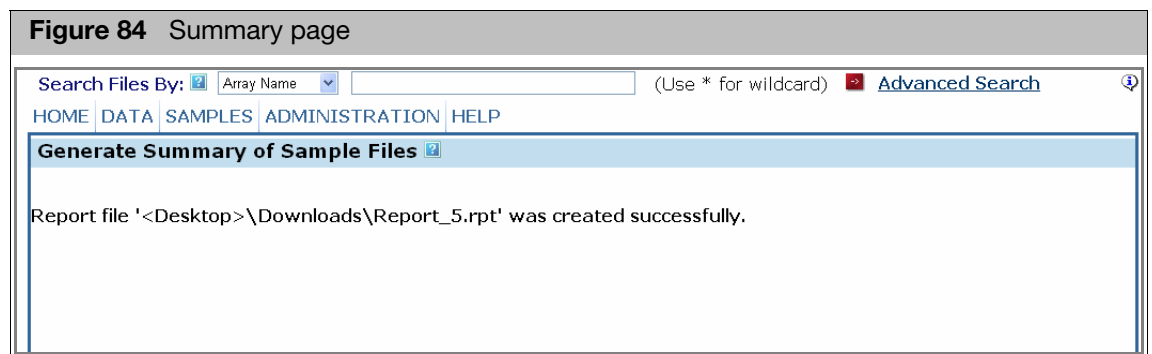 Figure 84 Summary page
Search Files By: ? Array Name (Use * for wildcard) Advanced Search
HOME DATA SAMPLES ADMINISTRATION HELP
Generate Summary of Sample Files ?
Report file '<Desktop>\Downloads\Report_5.rpt' was created successfully.